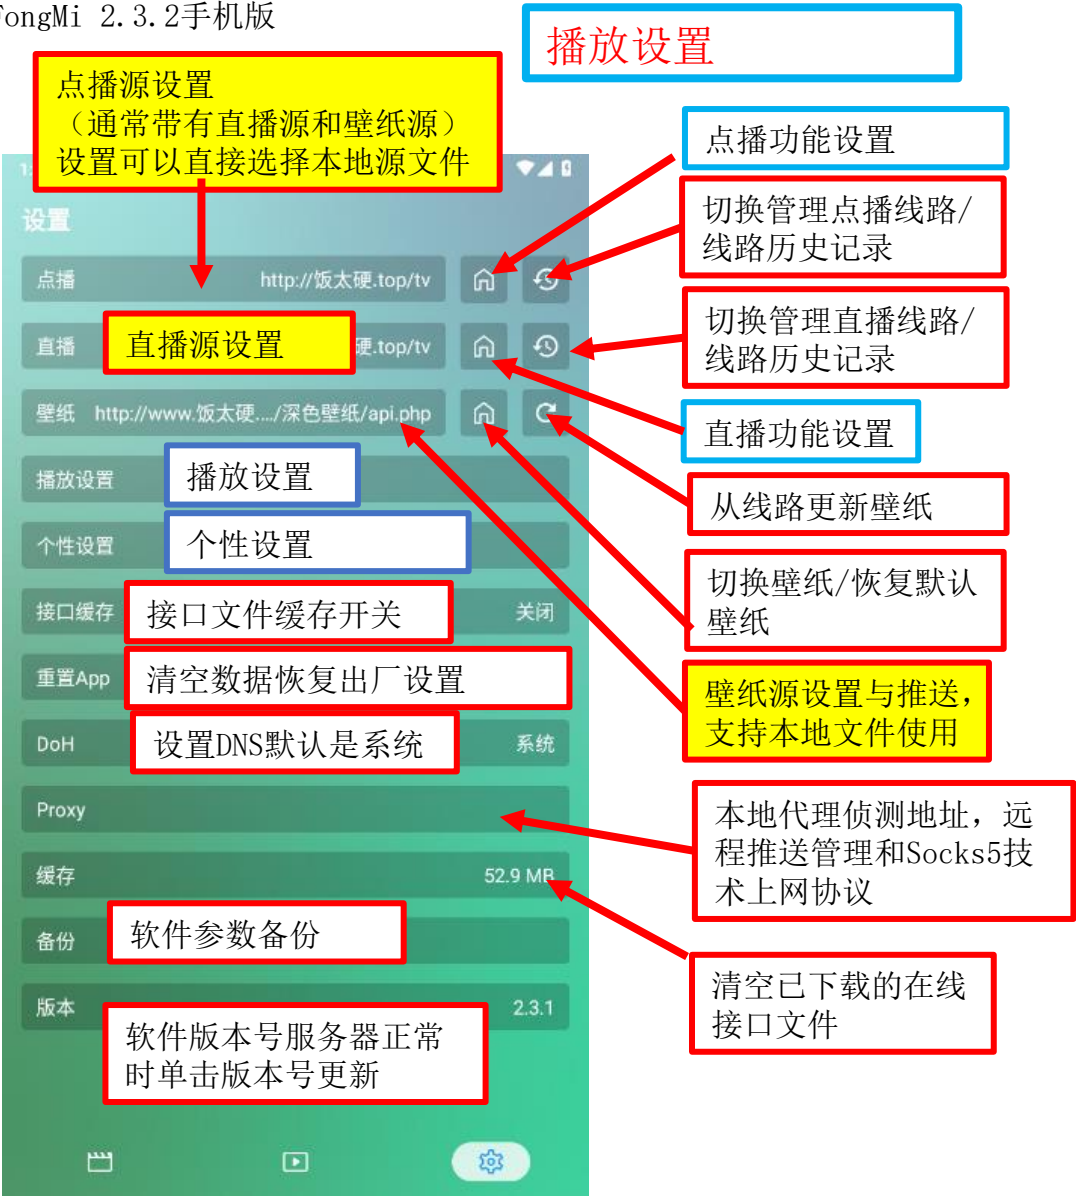 FongMi 2.3.2手机版
播放设置
点播源设置
（通常带有直播源和壁纸源）
设置可以直接选择本地源文件
点播功能设置
切换管理点播线路/
线路历史记录
设置
点播 http://饭太硬.top/tv
直播 直播源设置 硬.top/tv
切换管理直播线路/
线路历史记录
壁纸 http://www.饭太硬..../深色壁纸/api.php
直播功能设置
播放设置 播放设置
从线路更新壁纸
个性设置 个性设置
切换壁纸/恢复默认
壁纸
接口缓存 接口文件缓存开关 关闭
重置App 清空数据恢复出厂设置
壁纸源设置与推送，
支持本地文件使用
DoH 设置DNS默认是系统 系统
Proxy
本地代理侦测地址，远
程推送管理和Socks5技
术上网协议
缓存 52.9 MB
备份 软件参数备份
清空已下载的在线
接口文件
版本 2.3.1
软件版本号服务器正常
时单击版本号更新